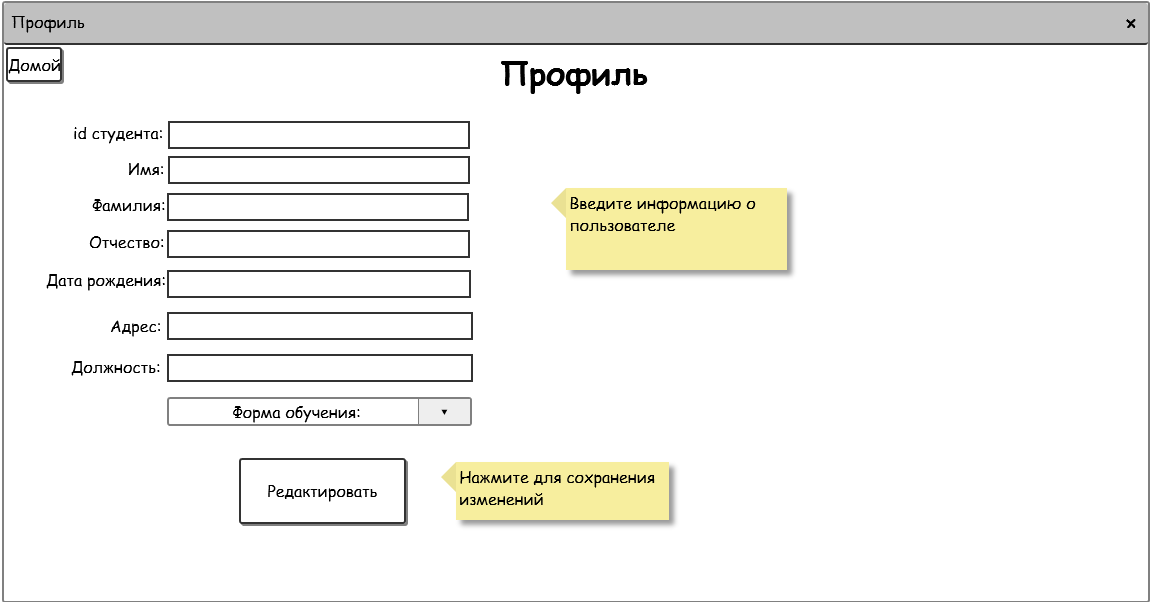 Профиль
Домой
Профиль
id студента:
Имя:
Фамилия:
Введите информацию о
пользователе
Отчество:
Дата рождения:
Адрес:
Должность:
Форма обучения:
Редактировать
Нажмите для сохранения
изменений